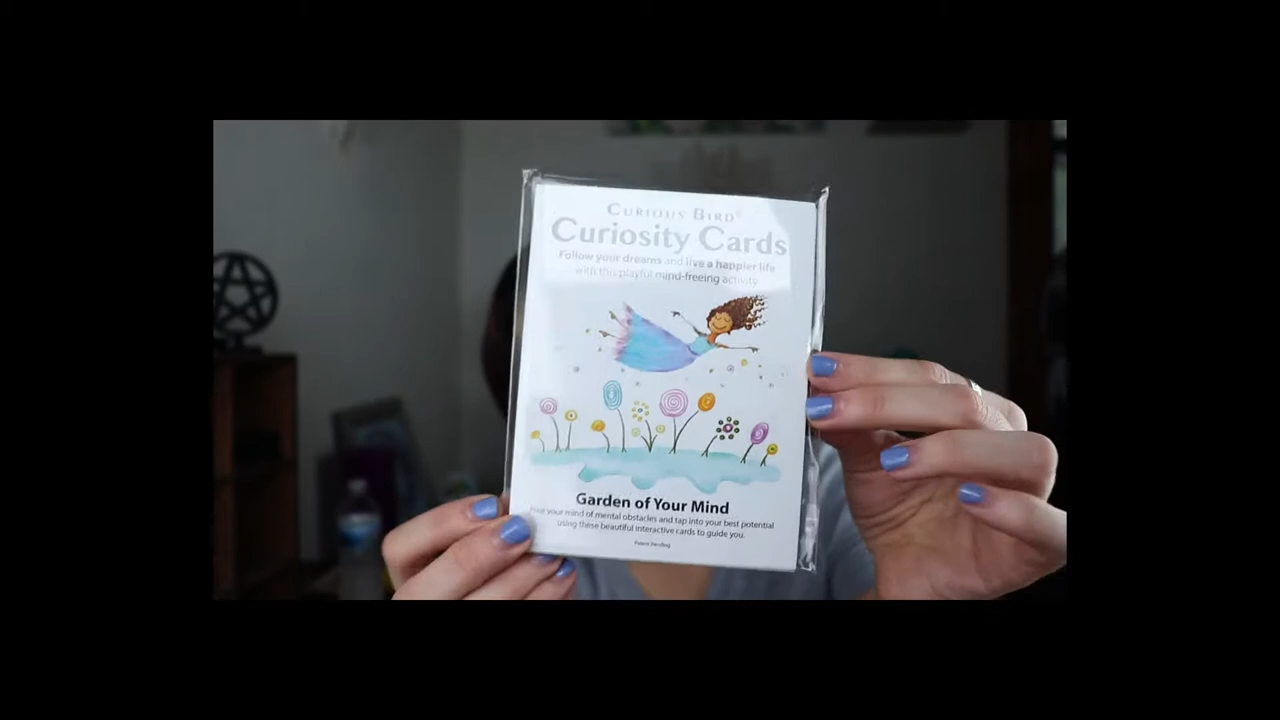 CURIOUS BIRD®
Curiosity Cards
Follow your dreams and live a happier life
with this playful mind-freeing activity
Garden of Your Mind
Free your mind of mental obstacles and tap into your best potential
using these beautiful interactive cards to guide you.
Patent Pending